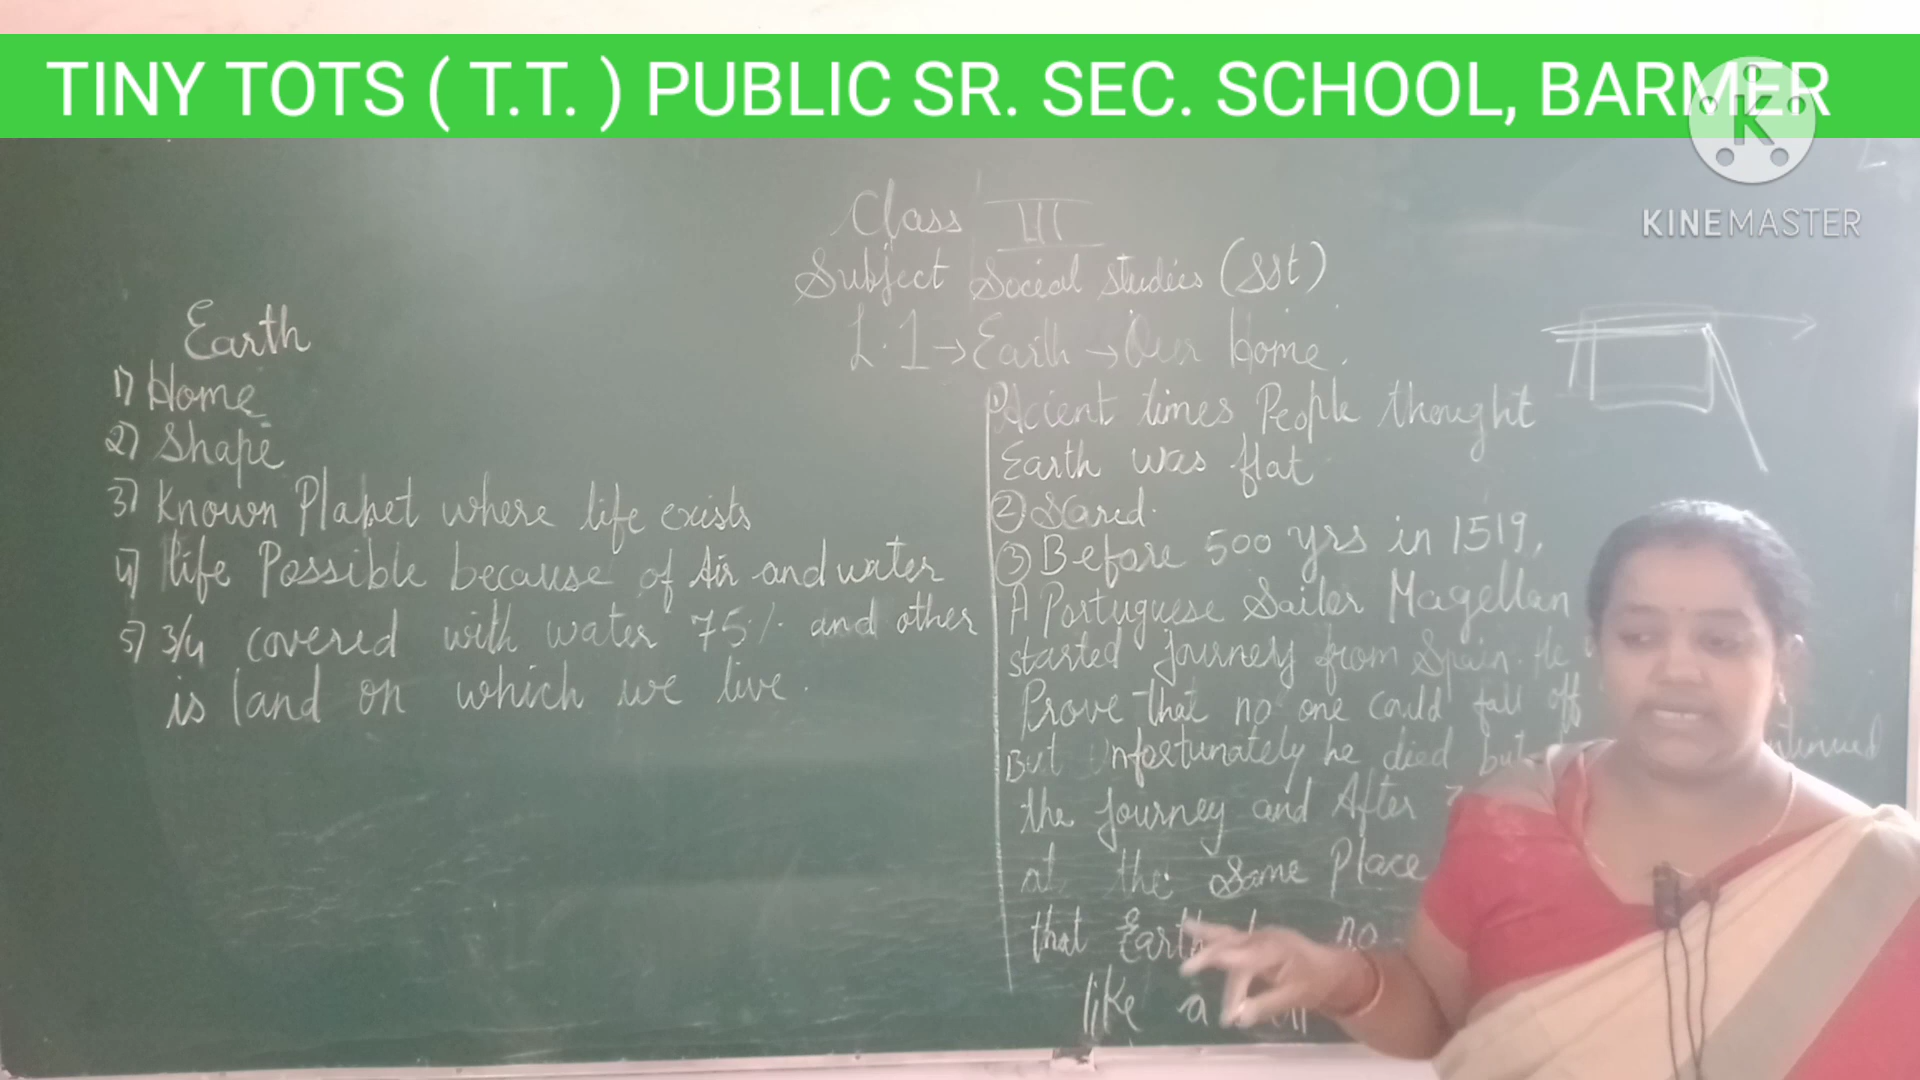 TINY TOTS ( T.T. ) PUBLIC SR. SEC. SCHOOL, BARMER
K
KINEMASTER
Class III
Subject Social Studies (SSt)
L.1→Earth→Our Home.
Earth
1) Home
2) Shape
3) Known Planet where life exists
4) life Possible because of Air and water
5) 3/4 covered with water 75% and other
is land on which we live.
① Acient times People thought
Earth was flat
② Scared.
③ Before 500 yrs in 1519,
A Portuguese Sailor Magellan
started journey from Spain. He
Prove that no one could fall off
But Unfortunately he died but
the journey and After
at the Same Place
that Earth no
like a